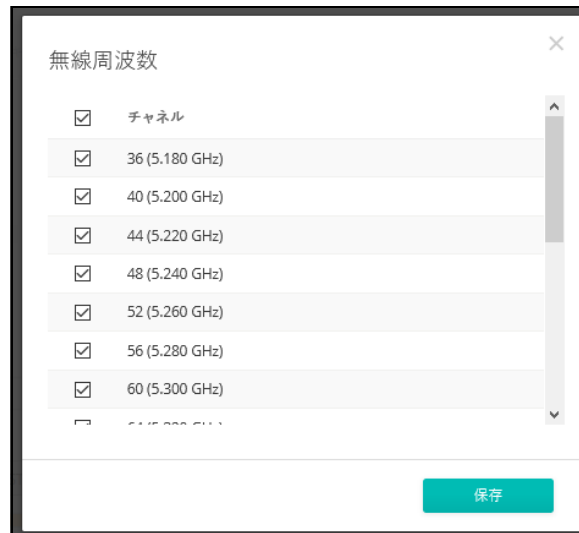 無線周波数
チャネル
36 (5.180 GHz)
40 (5.200 GHz)
44 (5.220 GHz)
48 (5.240 GHz)
52 (5.260 GHz)
56 (5.280 GHz)
60 (5.300 GHz)
保存